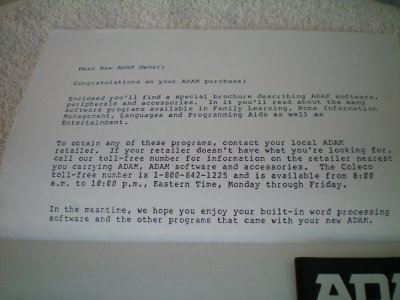 Dear New ADAM Owner:
Congratulations on your ADAM purchase!
Enclosed you'll find a special brochure describing ADAM software,
peripherals and accessories. In it you'll read about the many
software programs available in Family Learning, Home Information
Management, Languages and Programming Aids as well as
Entertainment.
To obtain any of these programs, contact your local ADAM
retailer. If your retailer doesn't have what you're looking for,
call our toll-free number for information on the retailer nearest
you carrying ADAM, ADAM software and accessories. The Coleco
toll-free number is 1-800-842-1225 and is available from 8:00
a.m. to 10:00 p.m., Eastern Time, Monday through Friday.
In the meantime, we hope you enjoy your built-in word processing
software and the other programs that came with your new ADAM.